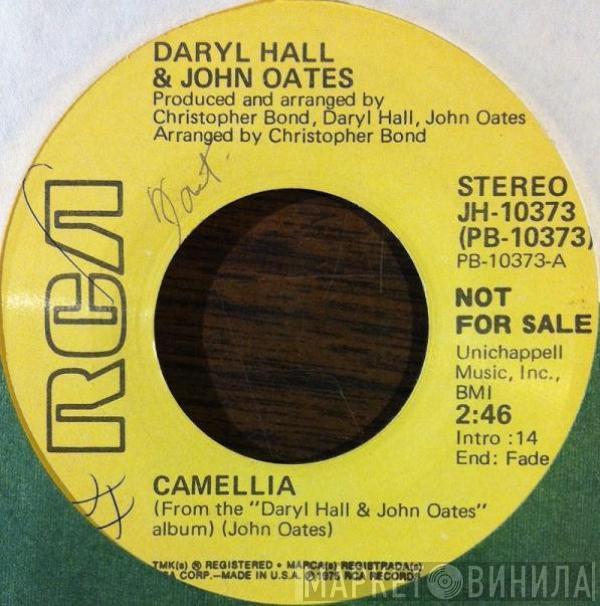 DARYL HALL
& JOHN OATES
Produced and arranged by
Christopher Bond, Daryl Hall, John Oates
Arranged by Christopher Bond
RCA
STEREO
JH-10373
(PB-10373)
PB-10373-A
NOT
FOR SALE
Unichappell
Music, Inc.,
BMI
2:46
Intro :14
End: Fade
CAMELLIA
(From the "Daryl Hall & John Oates"
album) (John Oates)
TMK(s) ® REGISTERED • MARCA(s) REGISTRADA(s)
CORP.—MADE IN U.S.A. ℗ 1975 RCA RECORDS
МАРКЕТ ВИНИЛА